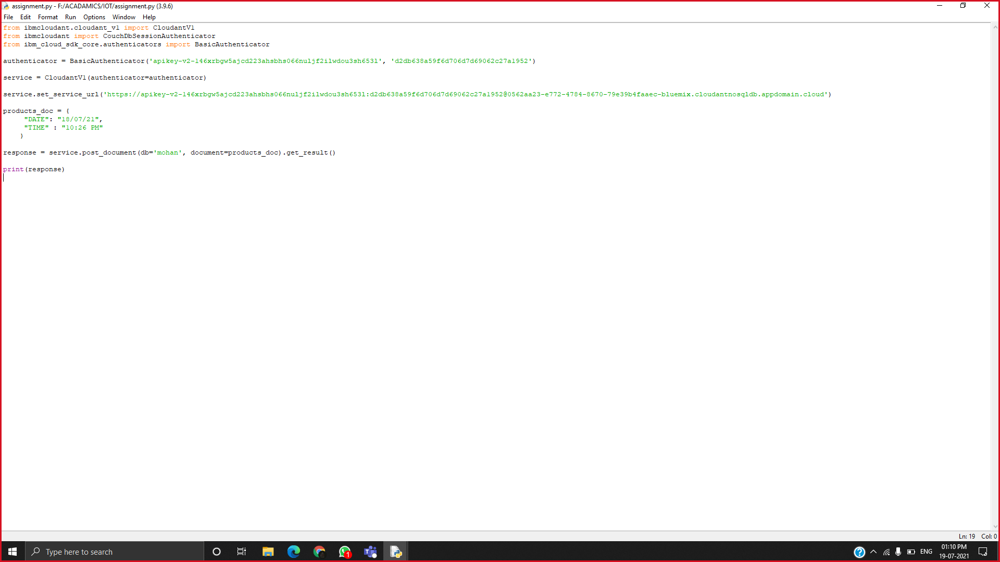 assignment.py - F:/ACADAMICS/IOT/assignment.py (3.9.6)
File Edit Format Run Options Window Help
from ibmcloudant.cloudant_v1 import CloudantV1
from ibmcloudant import CouchDbSessionAuthenticator
from ibm_cloud_sdk_core.authenticators import BasicAuthenticator
authenticator = BasicAuthenticator('apikey-v2-146xrbgw5ajcd223ahsbhs066nuljf2ilwdou3sh653l', 'd2db638a59f6d706d7d69062c27a1952')
service = CloudantV1(authenticator=authenticator)
service.set_service_url('https://apikey-v2-146xrbgw5ajcd223ahsbhs066nuljf2ilwdou3sh653l:d2db638a59f6d706d7d69062c27a1952@0562aa23-e772-4784-8670-79e39b4faaec-bluemix.cloudantnosqldb.appdomain.cloud')
products_doc = {
"DATE": "18/07/21",
"TIME" : "10:26 PM"
}
response = service.post_document(db='mohan', document=products_doc).get_result()
print(response)
Ln: 19 Col: 0
Type here to search
1
T
?
ENG
01:10 PM
19-07-2021